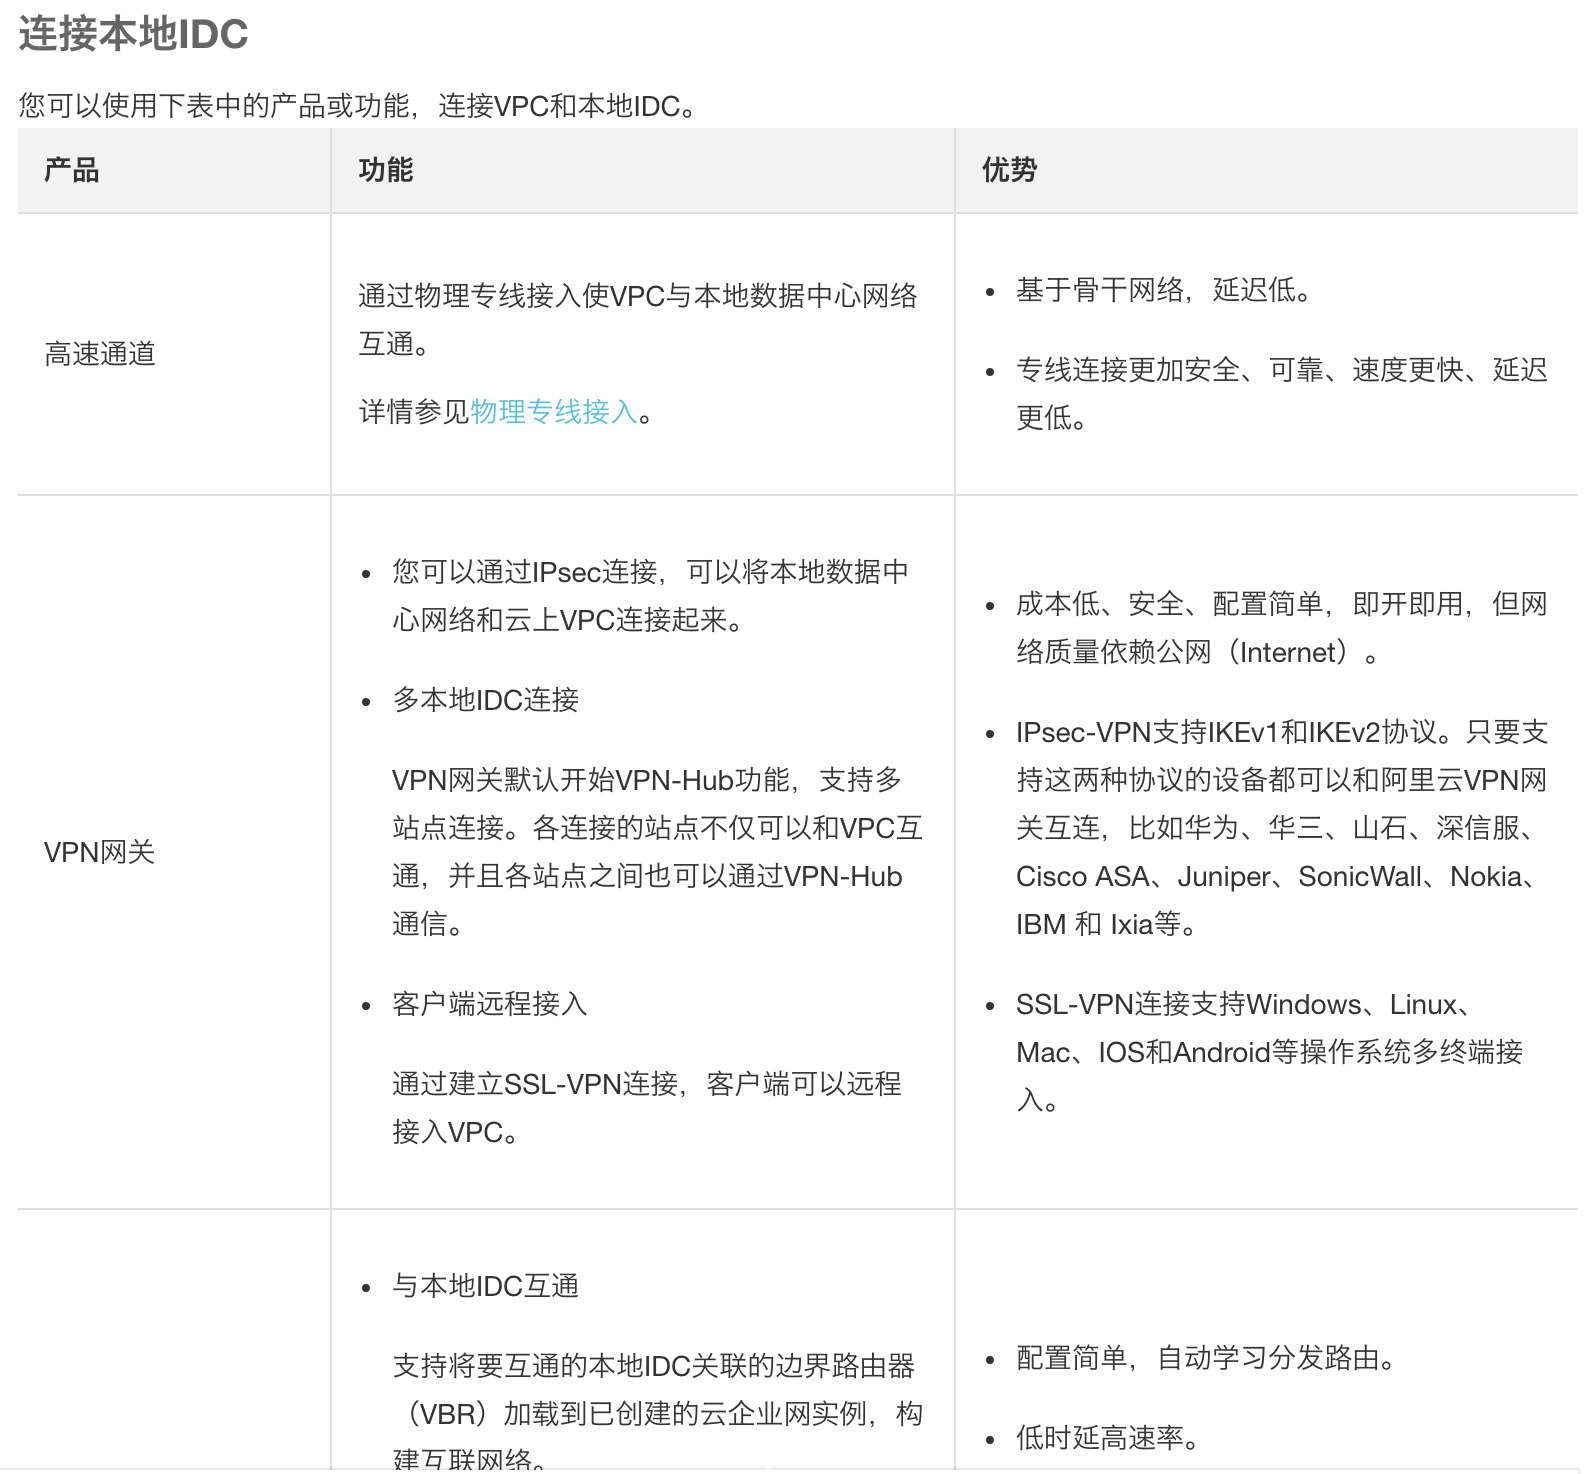 连接本地IDC
您可以使用下表中的产品或功能，连接VPC和本地IDC。
产品
功能
优势
高速通道
通过物理专线接入使VPC与本地数据中心网络
互通。
详情参见物理专线接入。
• 基于骨干网络，延迟低。
• 专线连接更加安全、可靠、速度更快、延迟
更低。
VPN网关
• 您可以通过IPsec连接，可以将本地数据中
心网络和云上VPC连接起来。
• 多本地IDC连接
VPN网关默认开始VPN-Hub功能，支持多
站点连接。各连接的站点不仅可以和VPC互
通，并且各站点之间也可以通过VPN-Hub
通信。
• 客户端远程接入
通过建立SSL-VPN连接，客户端可以远程
接入VPC。
• 成本低、安全、配置简单，即开即用，但网
络质量依赖公网（Internet）。
• IPsec-VPN支持IKEv1和IKEv2协议。只要支
持这两种协议的设备都可以和阿里云VPN网
关互连，比如华为、华三、山石、深信服、
Cisco ASA、Juniper、SonicWall、Nokia、
IBM 和 Ixia等。
• SSL-VPN连接支持Windows、Linux、
Mac、IOS和Android等操作系统多终端接
入。
• 与本地IDC互通
支持将要互通的本地IDC关联的边界路由器
（VBR）加载到已创建的云企业网实例，构
建互联网络。
• 配置简单，自动学习分发路由。
• 低时延高速率。